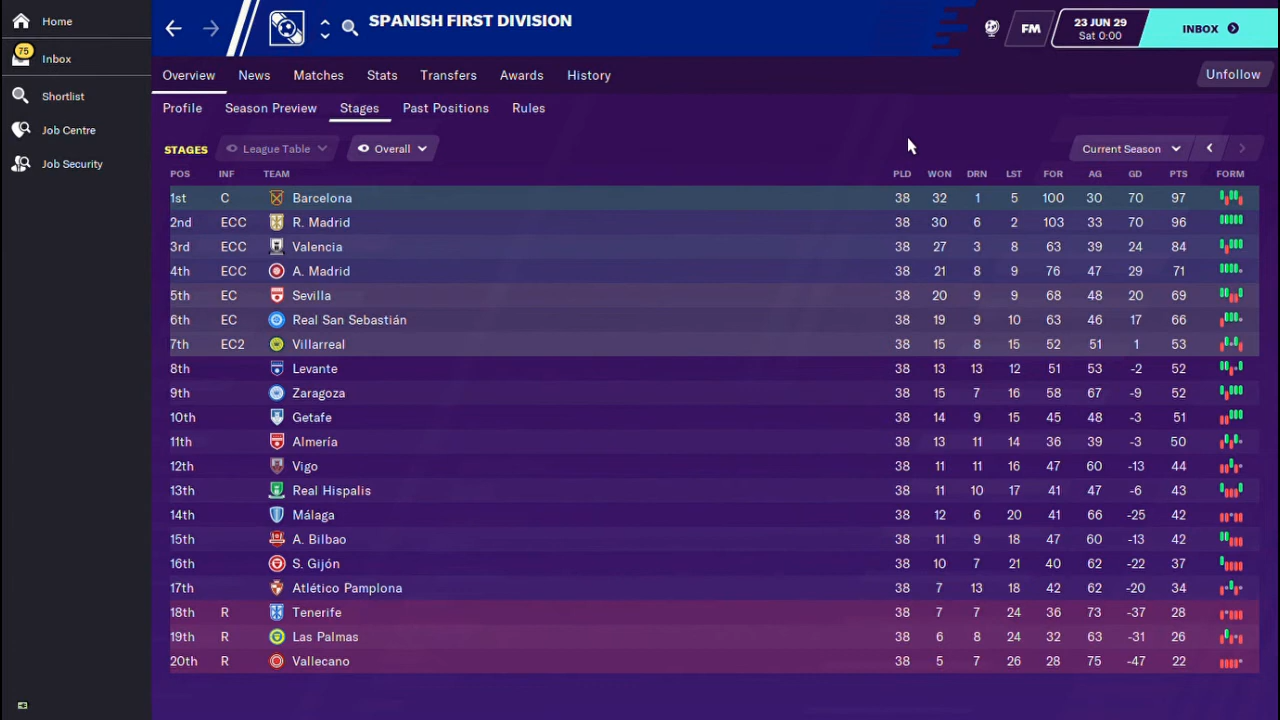 Home
75
Inbox
Shortlist
Job Centre
Job Security
SPANISH FIRST DIVISION
FM
23 JUN 29
Sat 0:00
INBOX
Overview News Matches Stats Transfers Awards History
Unfollow
Profile Season Preview Stages Past Positions Rules
STAGES League Table Overall Current Season
POS INF TEAM PLD WON DRN LST FOR AG GD PTS FORM
1st C Barcelona 38 32 1 5 100 30 70 97
2nd ECC R. Madrid 38 30 6 2 103 33 70 96
3rd ECC Valencia 38 27 3 8 63 39 24 84
4th ECC A. Madrid 38 21 8 9 76 47 29 71
5th EC Sevilla 38 20 9 9 68 48 20 69
6th EC Real San Sebastián 38 19 9 10 63 46 17 66
7th EC2 Villarreal 38 15 8 15 52 51 1 53
8th Levante 38 13 13 12 51 53 -2 52
9th Zaragoza 38 15 7 16 58 67 -9 52
10th Getafe 38 14 9 15 45 48 -3 51
11th Almería 38 13 11 14 36 39 -3 50
12th Vigo 38 11 11 16 47 60 -13 44
13th Real Hispalis 38 11 10 17 41 47 -6 43
14th Málaga 38 12 6 20 41 66 -25 42
15th A. Bilbao 38 11 9 18 47 60 -13 42
16th S. Gijón 38 10 7 21 40 62 -22 37
17th Atlético Pamplona 38 7 13 18 42 62 -20 34
18th R Tenerife 38 7 7 24 36 73 -37 28
19th R Las Palmas 38 6 8 24 32 63 -31 26
20th R Vallecano 38 5 7 26 28 75 -47 22